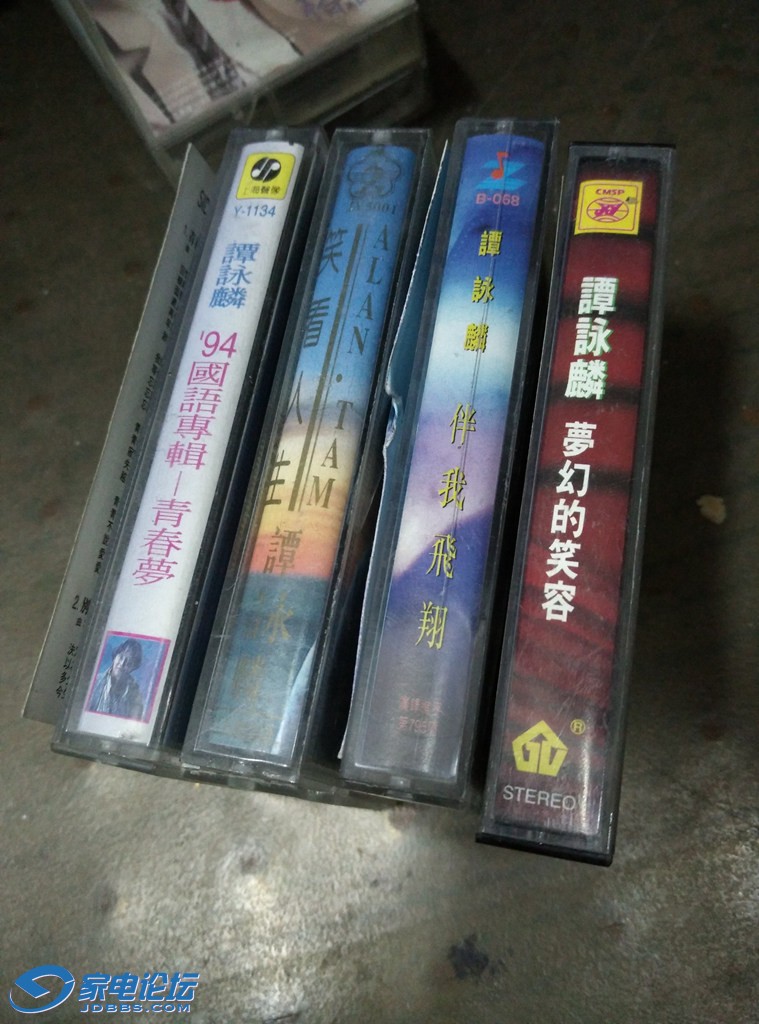 Y-1134
譚詠麟
'94國語專輯—青春夢
笑看人生
ALAN·TAM
譚詠麟
B-068
譚詠麟
伴我飛翔
CMSP
譚詠麟
夢幻的笑容
GU
®
STEREO
家电论坛
JDBBS.COM